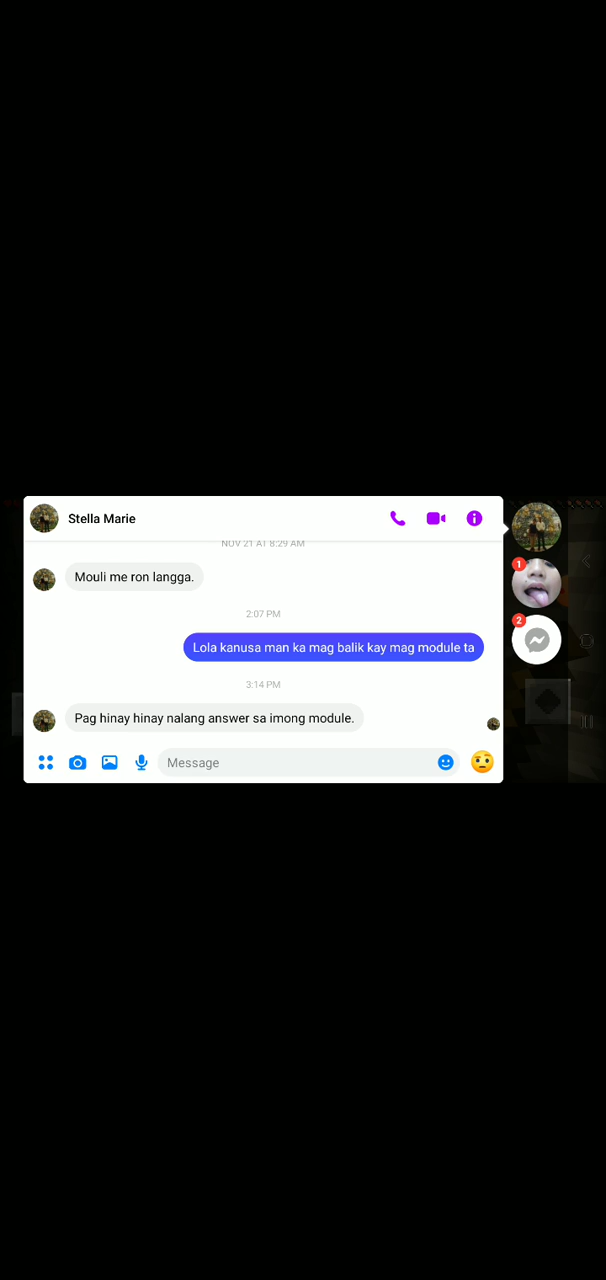 Stella Marie
NOV 21 AT 8:29 AM
Mouli me ron langga.
2:07 PM
Lola kanusa man ka mag balik kay mag module ta
3:14 PM
Pag hinay hinay nalang answer sa imong module.
Message
1
2